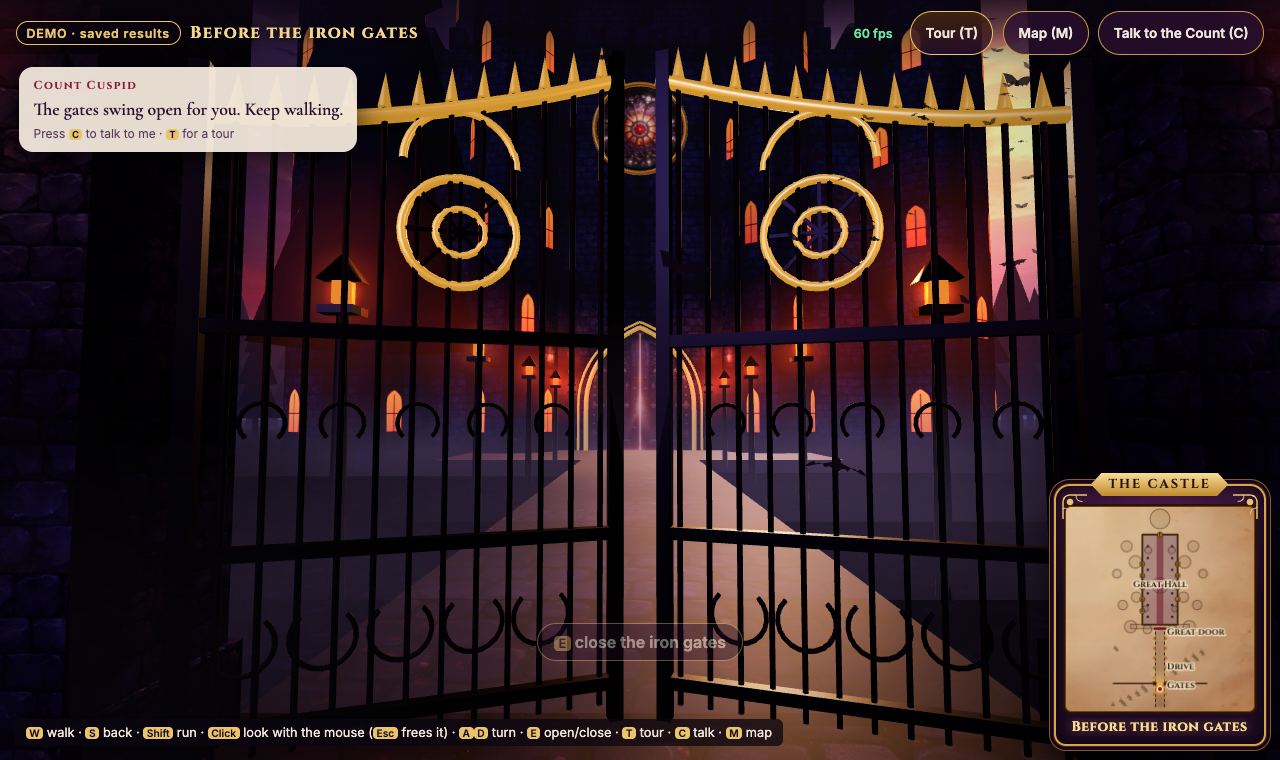 DEMO · saved results
Before the iron gates
60 fps
Tour (T)
Map (M)
Talk to the Count (C)
Count Cuspid
The gates swing open for you. Keep walking.
Press C to talk to me · T for a tour
E close the iron gates
The Castle
Great Hall
Great door
Drive
Gates
Before the iron gates
W walk · S back · Shift run · Click look with the mouse (Esc frees it) · A D turn · E open/close · T tour · C talk · M map